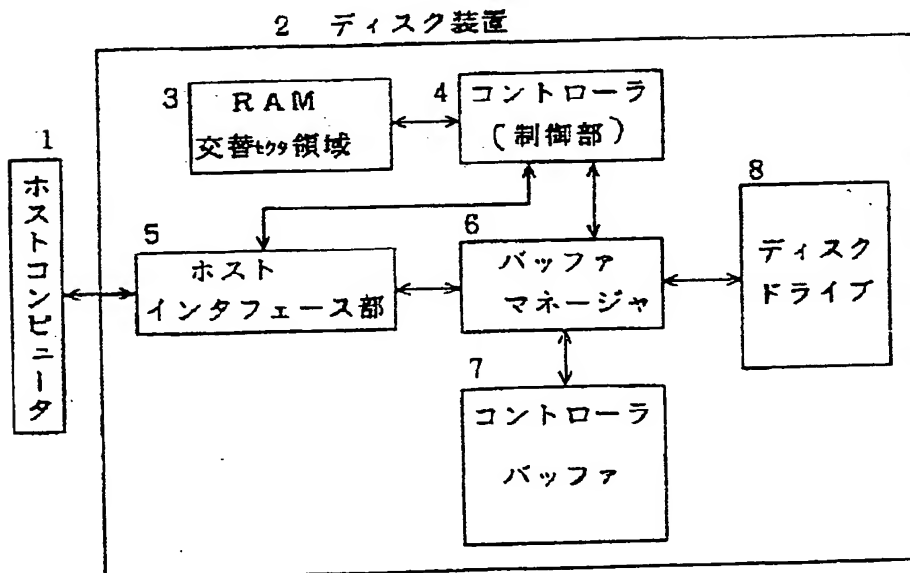 2 ディスク装置
3 RAM
交替セクタ領域
4 コントローラ
(制御部)
1
ホストコンピュータ
5 ホスト
インタフェース部
6
バッファ
マネージャ
8
ディスク
ドライブ
7
コントローラ
バッファ